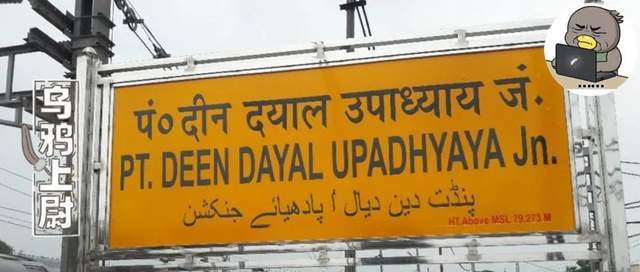 पं० दीन दयाल उपाध्याय जं.
PT. DEEN DAYAL UPADHYAYA Jn.
پنڈت دین دیال اُپادھیائے جنکشن
HT.Above MSL 79.273 M
乌鸦上尉